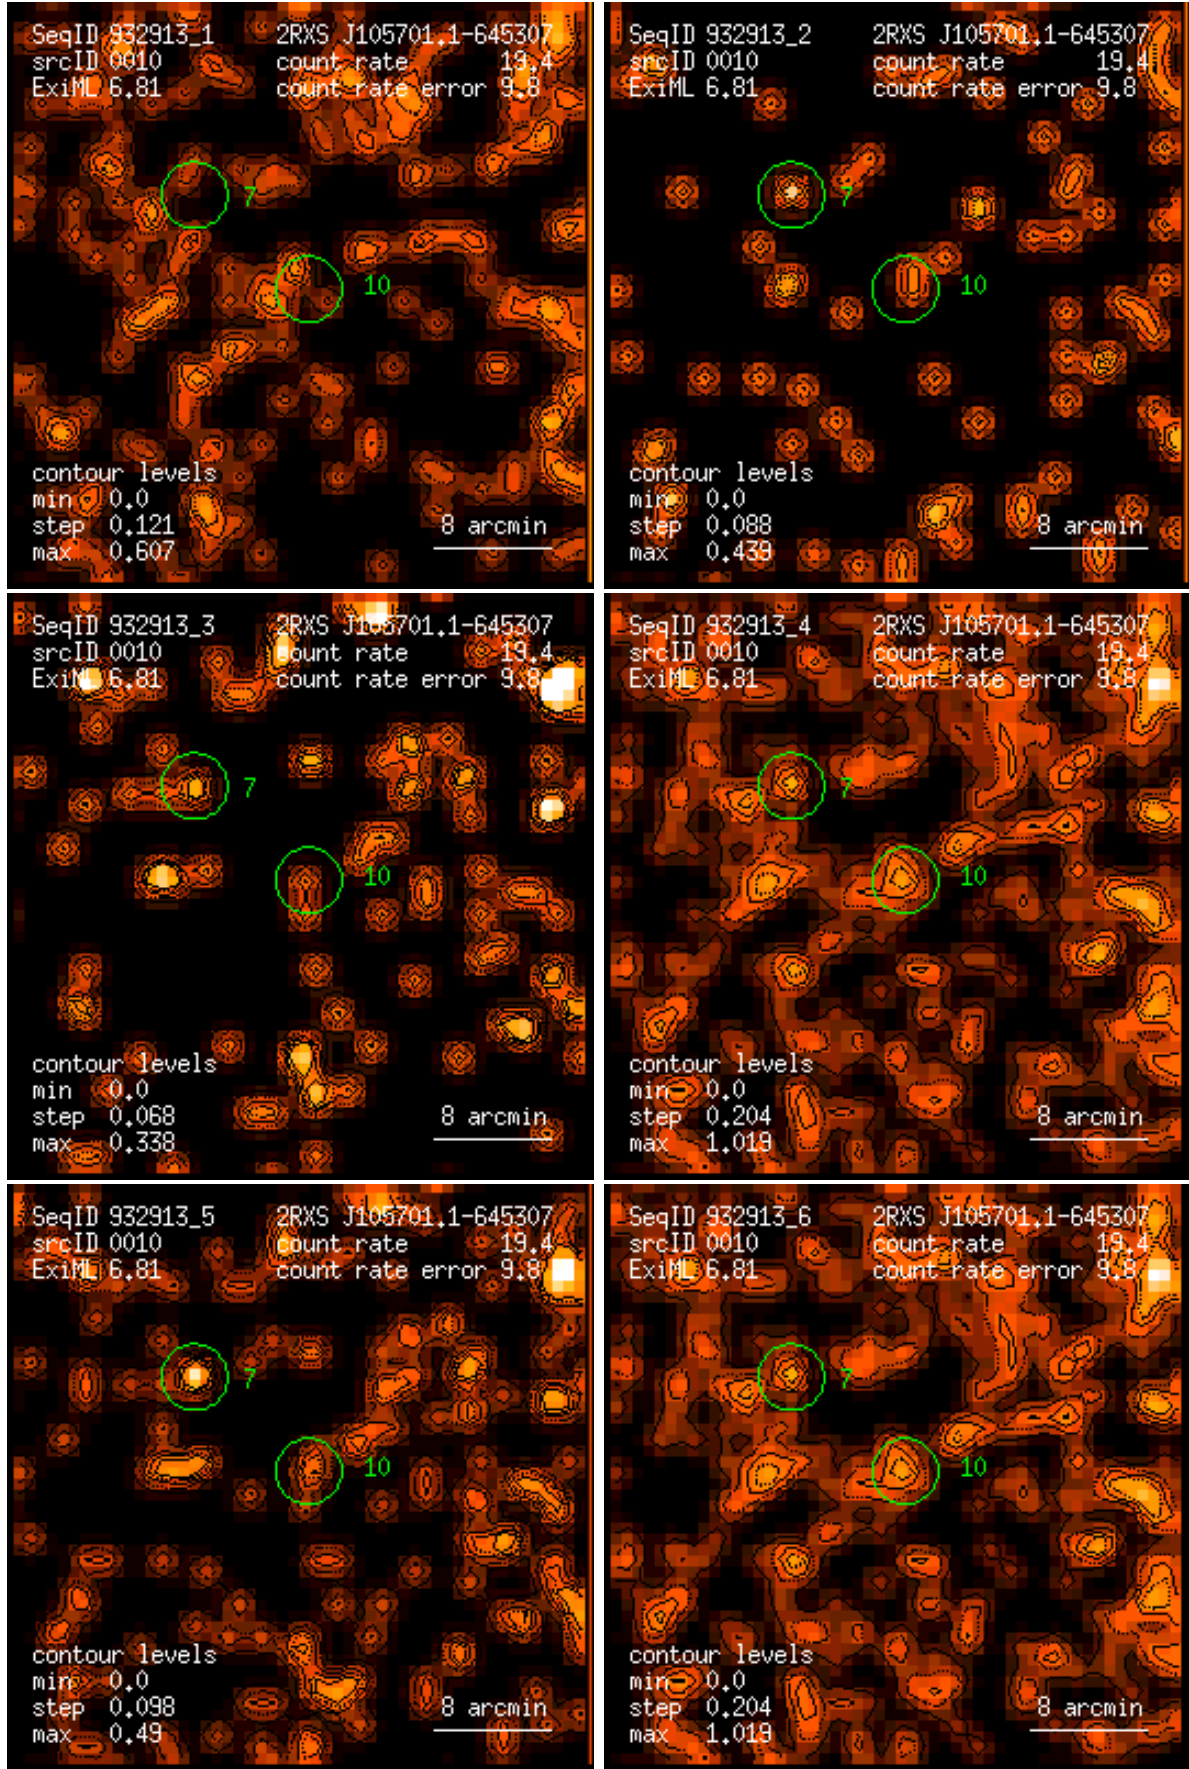 SeqID 932913_1 2RXS J105701.1-645307
srcID 0010 count rate 19.4
ExiML 6.81 count rate error 9.8
7
10
contour levels
min 0.0
step 0.121
max 0.607
8 arcmin
SeqID 932913_2 2RXS J105701.1-645307
srcID 0010 count rate 19.4
ExiML 6.81 count rate error 9.8
7
10
contour levels
min 0.0
step 0.088
max 0.439
8 arcmin
SeqID 932913_3 2RXS J105701.1-645307
srcID 0010 count rate 19.4
ExiML 6.81 count rate error 9.8
7
10
contour levels
min 0.0
step 0.068
max 0.338
8 arcmin
SeqID 932913_4 2RXS J105701.1-645307
srcID 0010 count rate 19.4
ExiML 6.81 count rate error 9.8
7
10
contour levels
min 0.0
step 0.204
max 1.019
8 arcmin
SeqID 932913_5 2RXS J105701.1-645307
srcID 0010 count rate 19.4
ExiML 6.81 count rate error 9.8
7
10
contour levels
min 0.0
step 0.098
max 0.49
8 arcmin
SeqID 932913_6 2RXS J105701.1-645307
srcID 0010 count rate 19.4
ExiML 6.81 count rate error 9.8
7
10
contour levels
min 0.0
step 0.204
max 1.019
8 arcmin